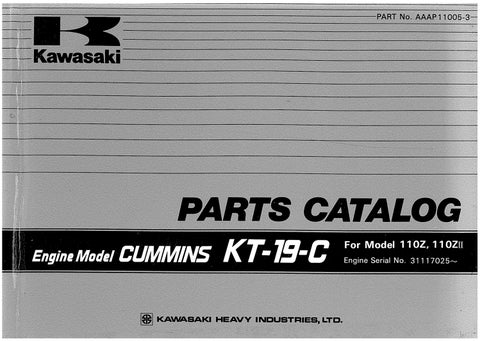 PART No. AAAP11005-3
Kawasaki
PARTS CATALOG
Engine Model CUMMINS KT-19-C
For Model 110Z, 110ZII
Engine Serial No. 31117025~
KAWASAKI HEAVY INDUSTRIES, LTD.